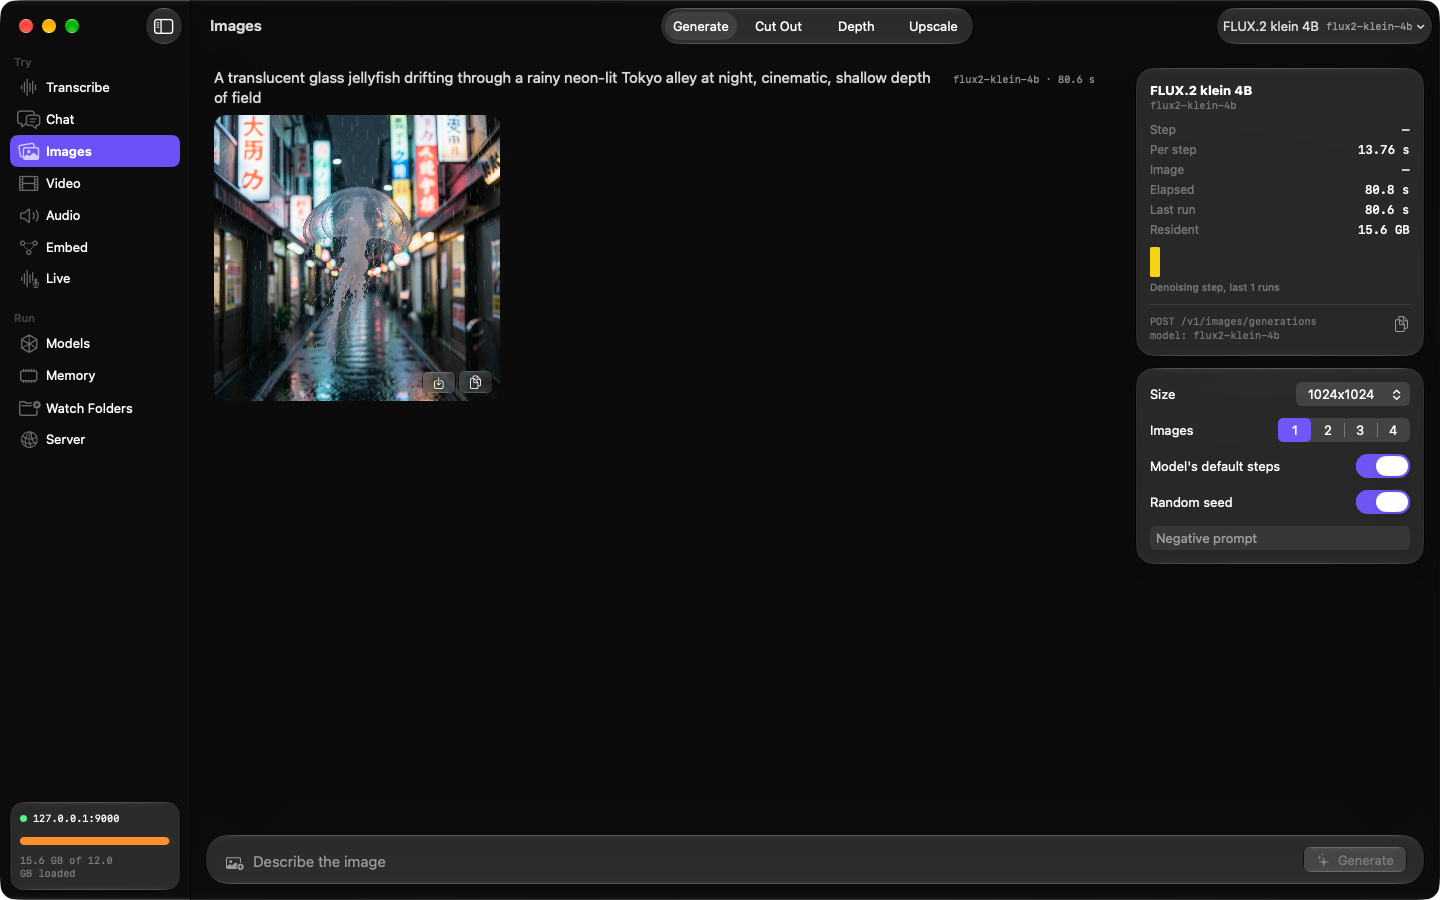 Images
Generate
Cut Out
Depth
Upscale
FLUX.2 klein 4B flux2-klein-4b
Try
Transcribe
Chat
Images
Video
Audio
Embed
Live
Run
Models
Memory
Watch Folders
Server
127.0.0.1:9000
15.6 GB of 12.0
GB loaded
A translucent glass jellyfish drifting through a rainy neon-lit Tokyo alley at night, cinematic, shallow depth
of field
flux2-klein-4b · 80.6 s
大
カ
FLUX.2 klein 4B
flux2-klein-4b
Step –
Per step 13.76 s
Image –
Elapsed 80.8 s
Last run 80.6 s
Resident 15.6 GB
Denoising step, last 1 runs
POST /v1/images/generations
model: flux2-klein-4b
Size 1024x1024
Images 1 2 3 4
Model's default steps
Random seed
Negative prompt
Describe the image
Generate